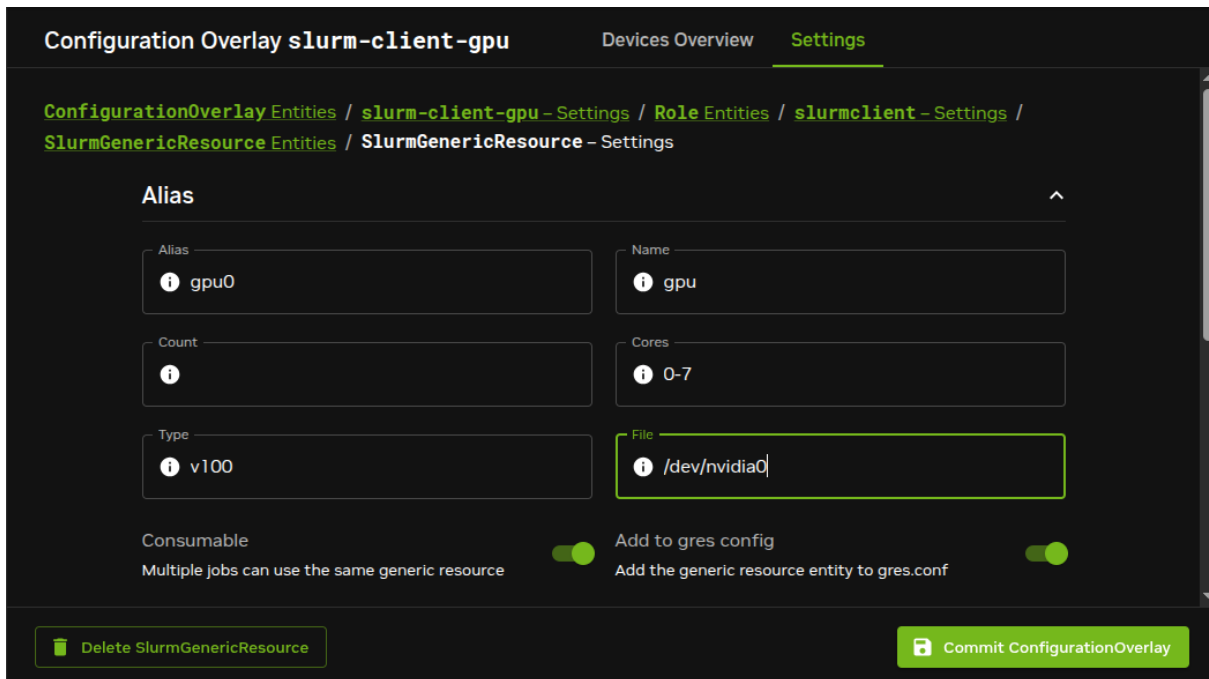 Configuration Overlay slurm-client-gpu
Devices Overview
Settings
ConfigurationOverlay Entities / slurm-client-gpu – Settings / Role Entities / slurmclient – Settings /
SlurmGenericResource Entities / SlurmGenericResource – Settings
Alias
Alias
gpu0
Name
gpu
Count
Cores
0-7
Type
v100
File
/dev/nvidia0
Consumable
Multiple jobs can use the same generic resource
Add to gres config
Add the generic resource entity to gres.conf
Delete SlurmGenericResource
Commit ConfigurationOverlay